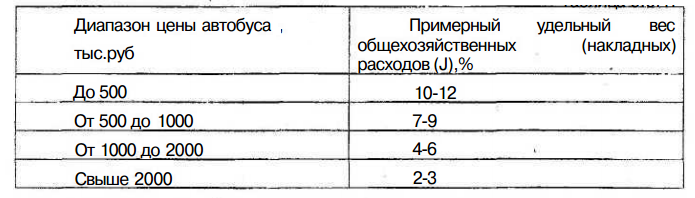 Диапазон цены автобуса ,
тыс.руб
Примерный удельный вес
общехозяйственных (накладных)
расходов (J),%
До 500 10-12
От 500 до 1000 7-9
От 1000 до 2000 4-6
Свыше 2000 2-3